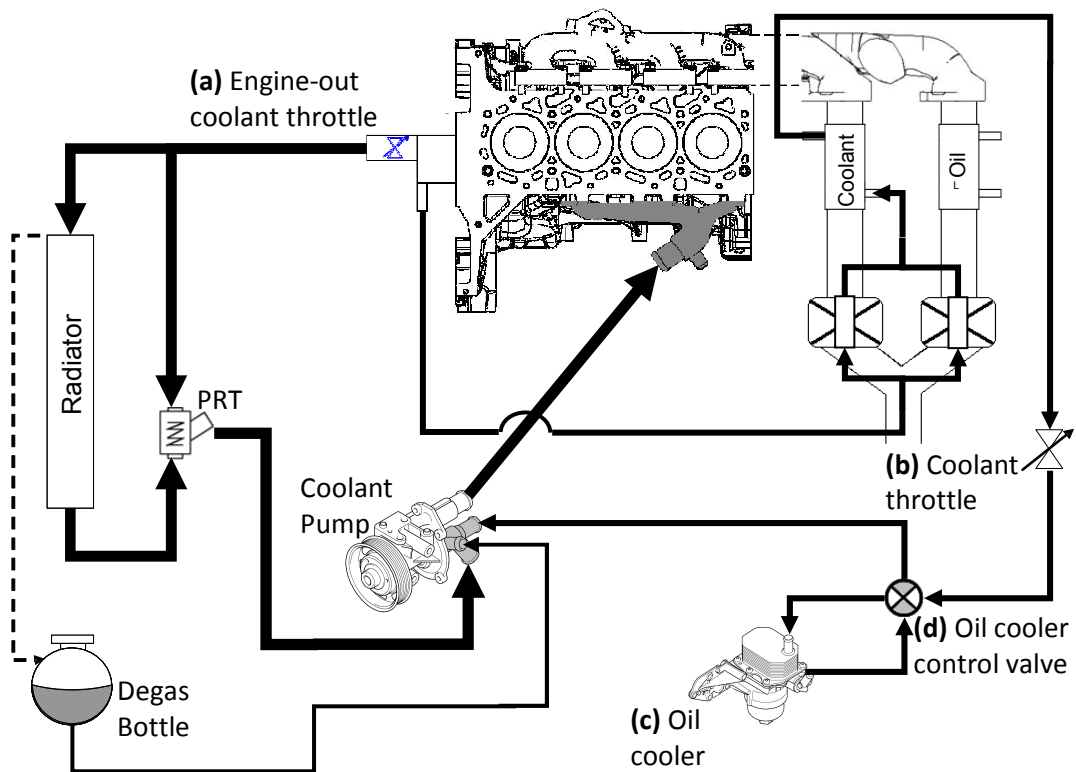 (a) Engine-out
coolant throttle
Coolant
Oil
Radiator
PRT
(b) Coolant
throttle
Coolant
Pump
(d) Oil cooler
control valve
Degas
Bottle
(c) Oil
cooler